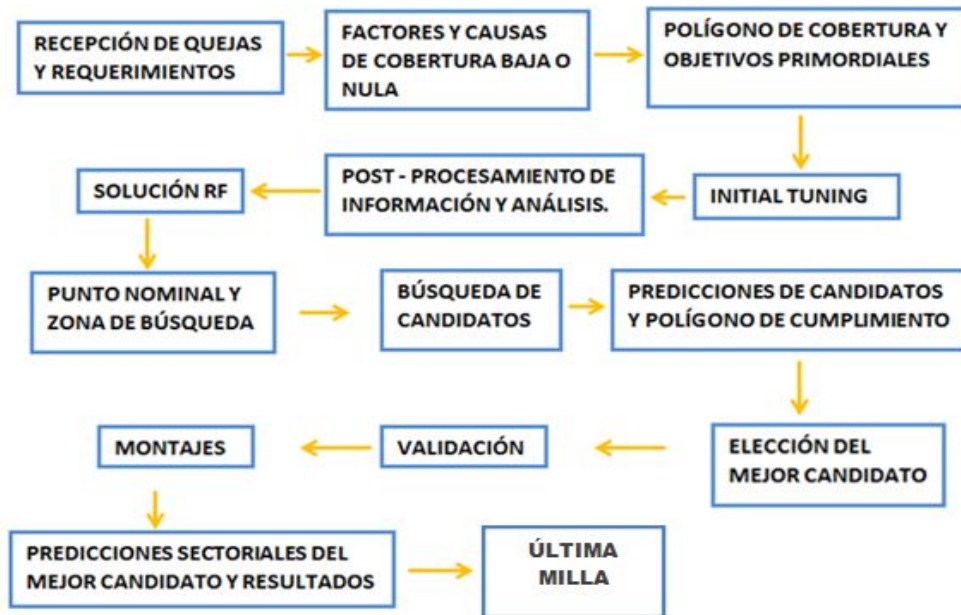 RECEPCIÓN DE QUEJAS
Y REQUERIMIENTOS
FACTORES Y CAUSAS
DE COBERTURA BAJA O
NULA
POLÍGONO DE COBERTURA Y
OBJETIVOS PRIMORDIALES
INITIAL TUNING
POST - PROCESAMIENTO DE
INFORMACIÓN Y ANÁLISIS.
SOLUCIÓN RF
PUNTO NOMINAL Y
ZONA DE BÚSQUEDA
BÚSQUEDA DE
CANDIDATOS
PREDICCIONES DE CANDIDATOS
Y POLÍGONO DE CUMPLIMIENTO
ELECCIÓN DEL
MEJOR CANDIDATO
VALIDACIÓN
MONTAJES
PREDICCIONES SECTORIALES DEL
MEJOR CANDIDATO Y RESULTADOS
ÚLTIMA
MILLA